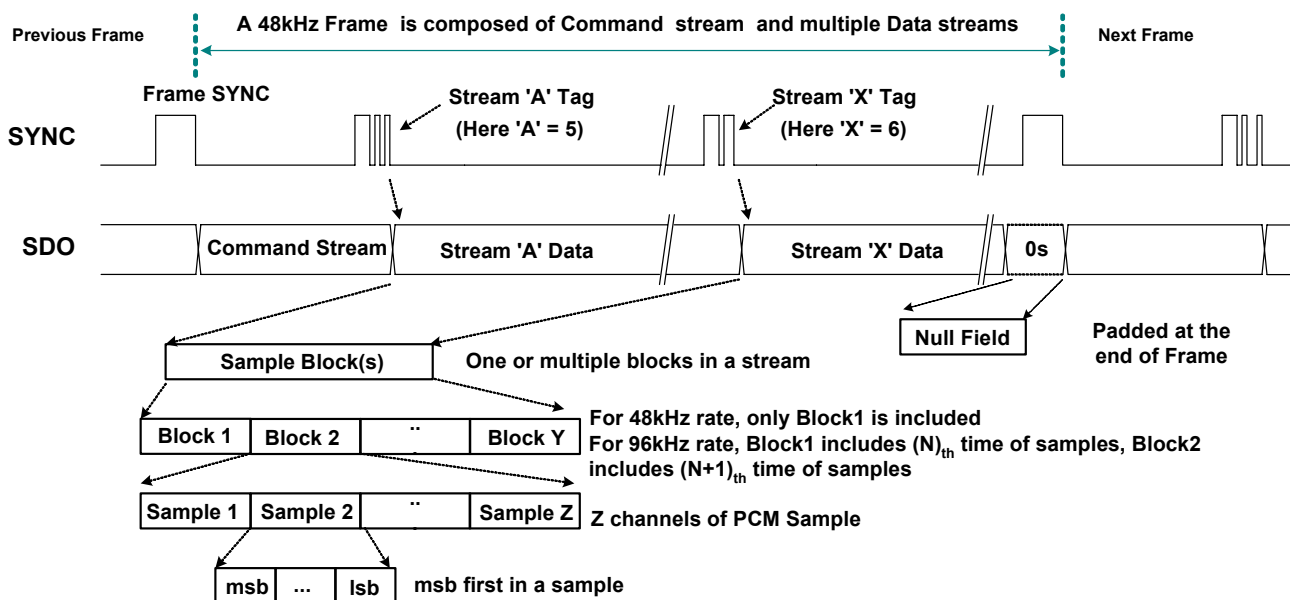 A 48kHz Frame is composed of Command stream and multiple Data streams
Previous Frame
Next Frame
Frame SYNC
Stream 'A' Tag
(Here 'A' = 5)
Stream 'X' Tag
(Here 'X' = 6)
SYNC
SDO
Command Stream
Stream 'A' Data
Stream 'X' Data
0s
Null Field
Padded at the
end of Frame
Sample Block(s)
One or multiple blocks in a stream
Block 1
Block 2
..
.
Block Y
For 48kHz rate, only Block1 is included
For 96kHz rate, Block1 includes (N)th time of samples, Block2
includes (N+1)th time of samples
Sample 1
Sample 2
..
.
Sample Z
Z channels of PCM Sample
msb
...
lsb
msb first in a sample